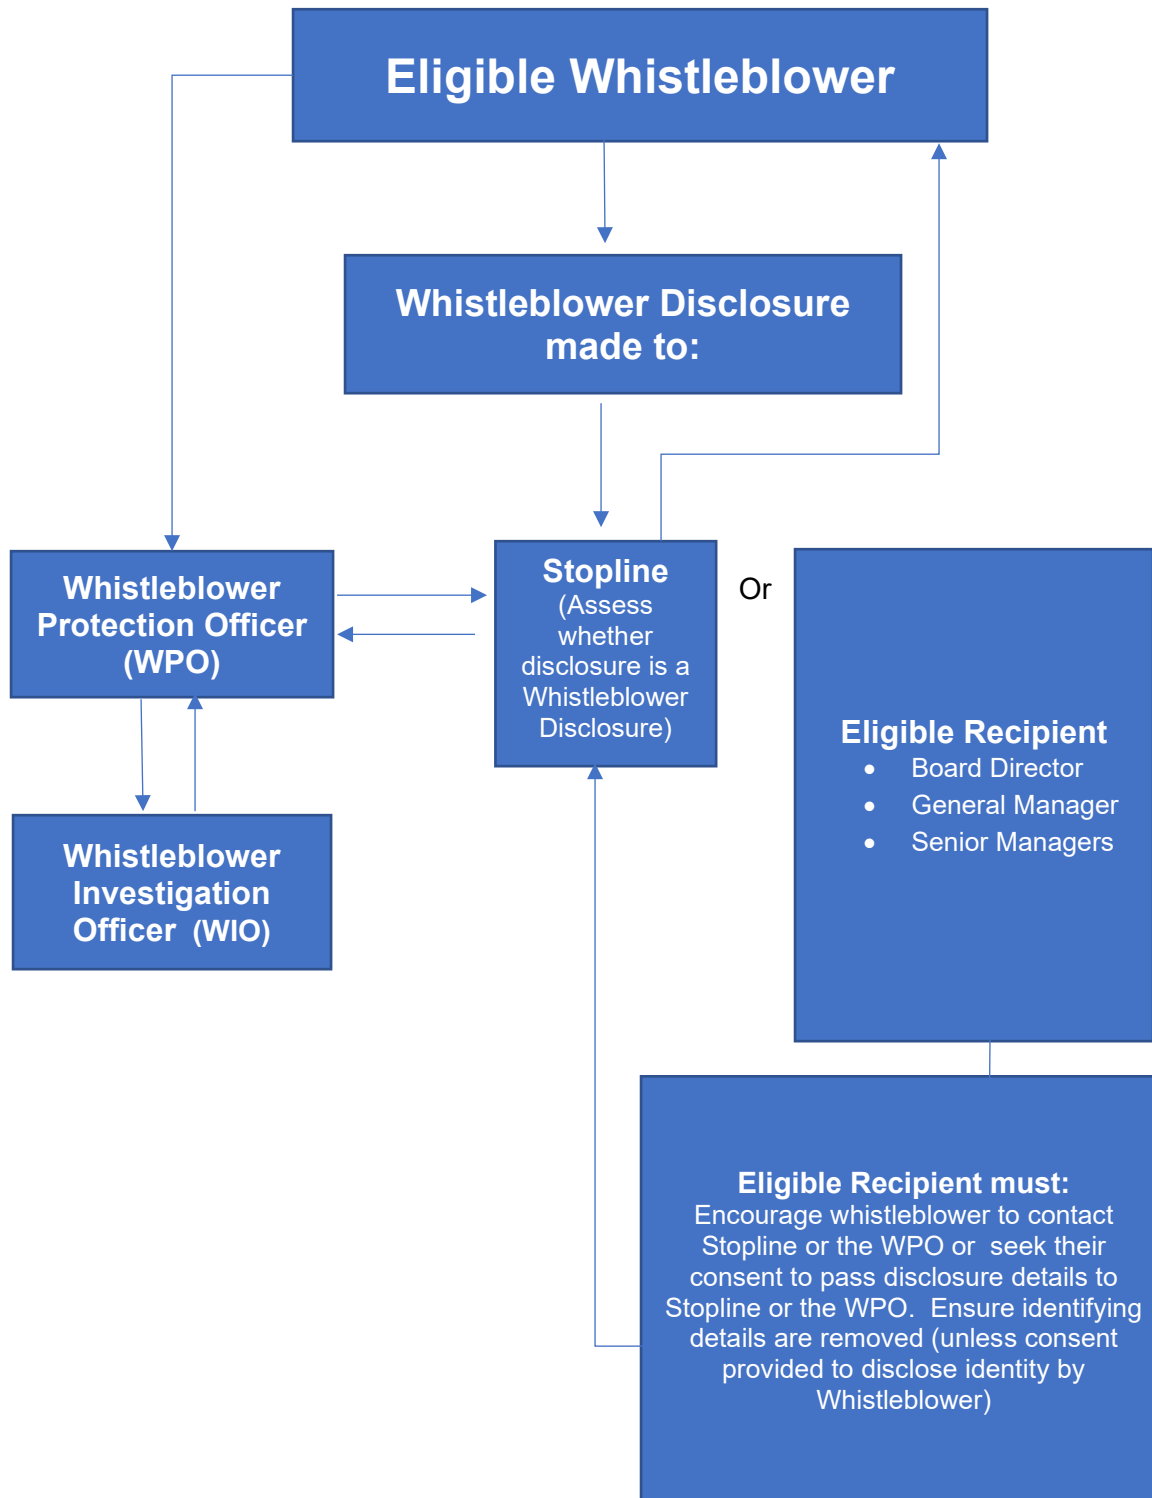 Eligible Whistleblower
Whistleblower Disclosure
made to:
Whistleblower
Protection Officer
(WPO)
Stopline
(Assess
whether
disclosure is a
Whistleblower
Disclosure)
Or
Eligible Recipient
• Board Director
• General Manager
• Senior Managers
Whistleblower
Investigation
Officer (WIO)
Eligible Recipient must:
Encourage whistleblower to contact
Stopline or the WPO or seek their
consent to pass disclosure details to
Stopline or the WPO. Ensure identifying
details are removed (unless consent
provided to disclose identity by
Whistleblower)